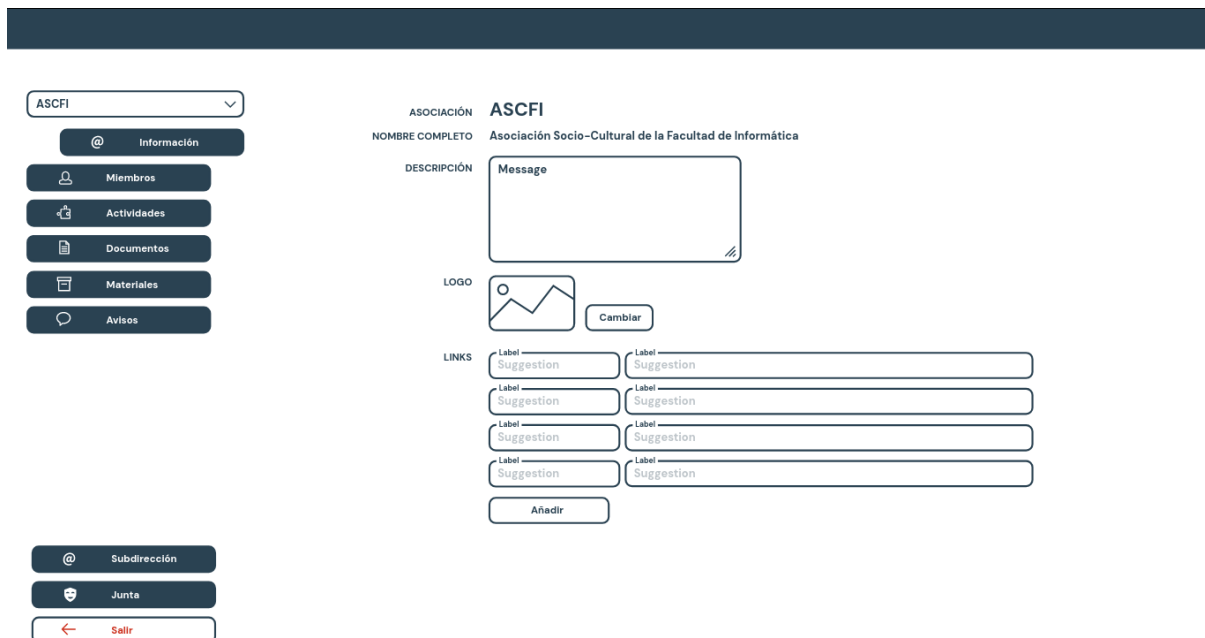 ASCFI
@ Información
Miembros
Actividades
Documentos
Materiales
Avisos
@ Subdirección
Junta
Salir
ASOCIACIÓN ASCFI
NOMBRE COMPLETO Asociación Socio-Cultural de la Facultad de Informática
DESCRIPCIÓN Message
LOGO
Cambiar
LINKS
Label Label
Suggestion Suggestion
Label Label
Suggestion Suggestion
Label Label
Suggestion Suggestion
Label Label
Suggestion Suggestion
Añadir